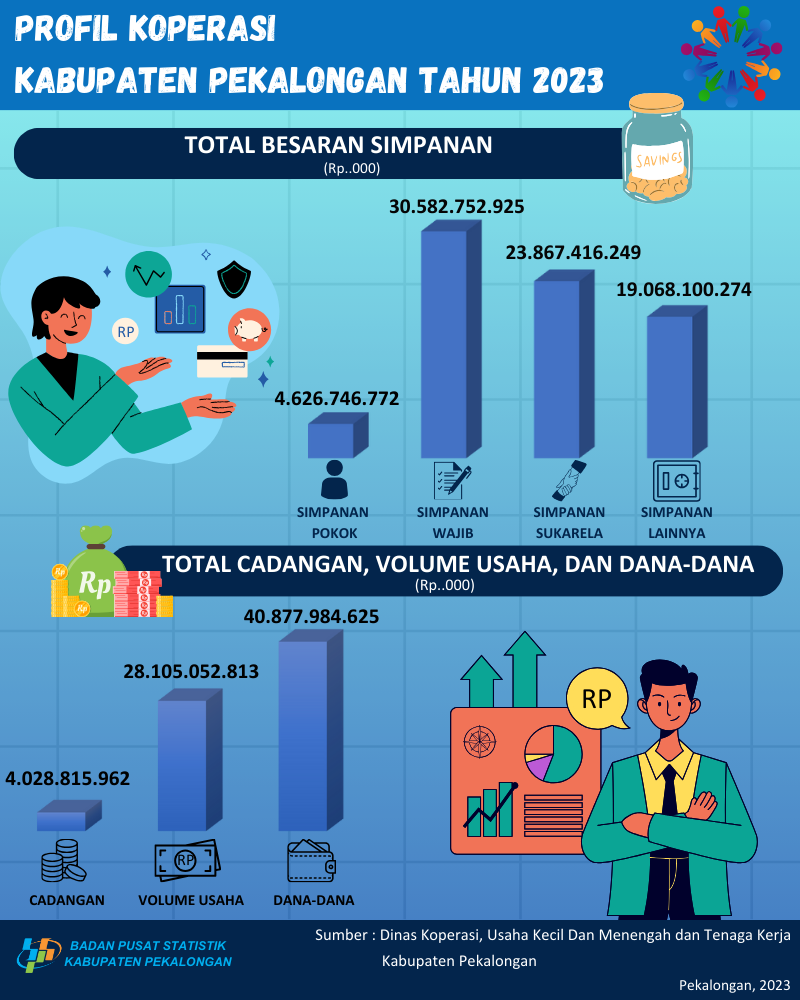 PROFIL KOPERASI
KABUPATEN PEKALONGAN TAHUN 2023
SAVINGS
TOTAL BESARAN SIMPANAN
(Rp..000)
RP
4.626.746.772
30.582.752.925
23.867.416.249
19.068.100.274
SIMPANAN
POKOK
SIMPANAN
WAJIB
SIMPANAN
SUKARELA
SIMPANAN
LAINNYA
Rp
Rp
Rp
TOTAL CADANGAN, VOLUME USAHA, DAN DANA-DANA
(Rp..000)
4.028.815.962
28.105.052.813
40.877.984.625
RP
CADANGAN
VOLUME USAHA
DANA-DANA
RP
BADAN PUSAT STATISTIK
KABUPATEN PEKALONGAN
Sumber : Dinas Koperasi, Usaha Kecil Dan Menengah dan Tenaga Kerja
Kabupaten Pekalongan
Pekalongan, 2023